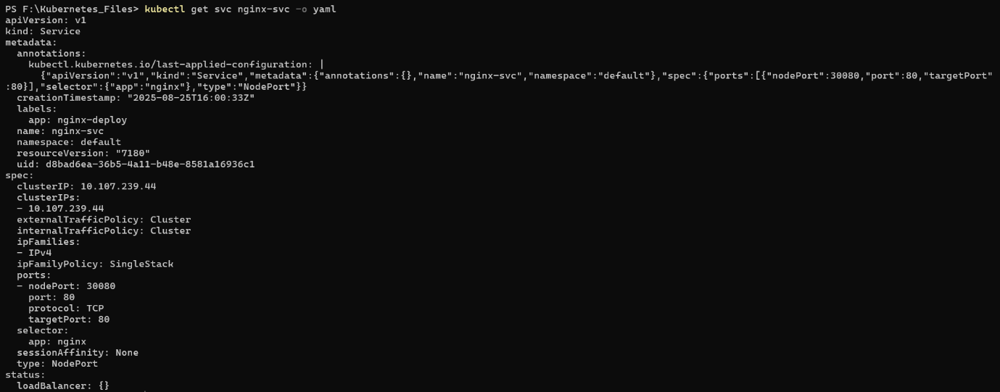 PS F:\Kubernetes_Files> kubectl get svc nginx-svc -o yaml
apiVersion: v1
kind: Service
metadata:
  annotations:
    kubectl.kubernetes.io/last-applied-configuration: |
      {"apiVersion":"v1","kind":"Service","metadata":{"annotations":{},"name":"nginx-svc","namespace":"default"},"spec":{"ports":[{"nodePort":30080,"port":80,"targetPort"
:80}],"selector":{"app":"nginx"},"type":"NodePort"}}
  creationTimestamp: "2025-08-25T16:00:33Z"
  labels:
    app: nginx-deploy
  name: nginx-svc
  namespace: default
  resourceVersion: "7180"
  uid: d8bad6ea-36b5-4a11-b48e-8581a16936c1
spec:
  clusterIP: 10.107.239.44
  clusterIPs:
  - 10.107.239.44
  externalTrafficPolicy: Cluster
  internalTrafficPolicy: Cluster
  ipFamilies:
  - IPv4
  ipFamilyPolicy: SingleStack
  ports:
  - nodePort: 30080
    port: 80
    protocol: TCP
    targetPort: 80
  selector:
    app: nginx
  sessionAffinity: None
  type: NodePort
status:
  loadBalancer: {}